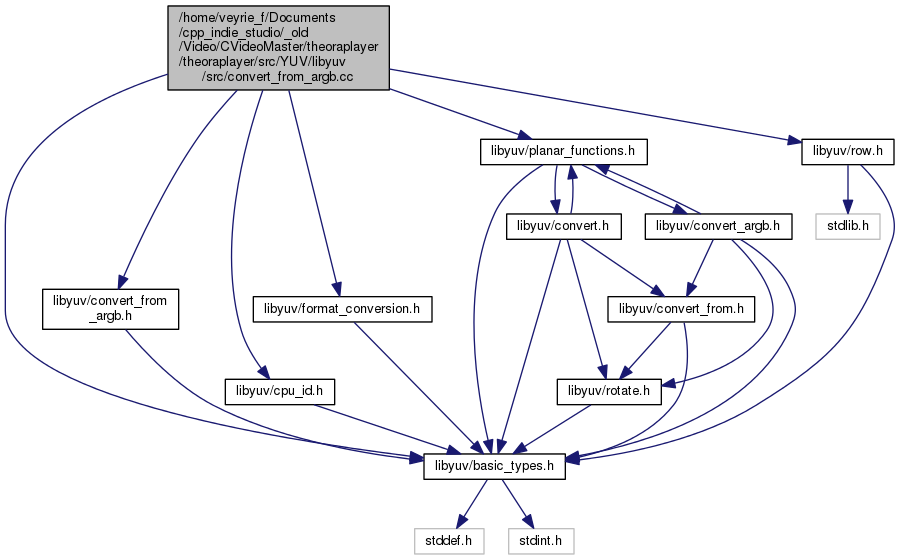 /home/veyrie_f/Documents
/cpp_indie_studio/_old
/Video/CVideoMaster/theoraplayer
/theoraplayer/src/YUV/libyuv
/src/convert_from_argb.cc
libyuv/planar_functions.h
libyuv/row.h
libyuv/convert.h
libyuv/convert_argb.h
stdlib.h
libyuv/convert_from
_argb.h
libyuv/format_conversion.h
libyuv/convert_from.h
libyuv/cpu_id.h
libyuv/rotate.h
libyuv/basic_types.h
stddef.h
stdint.h